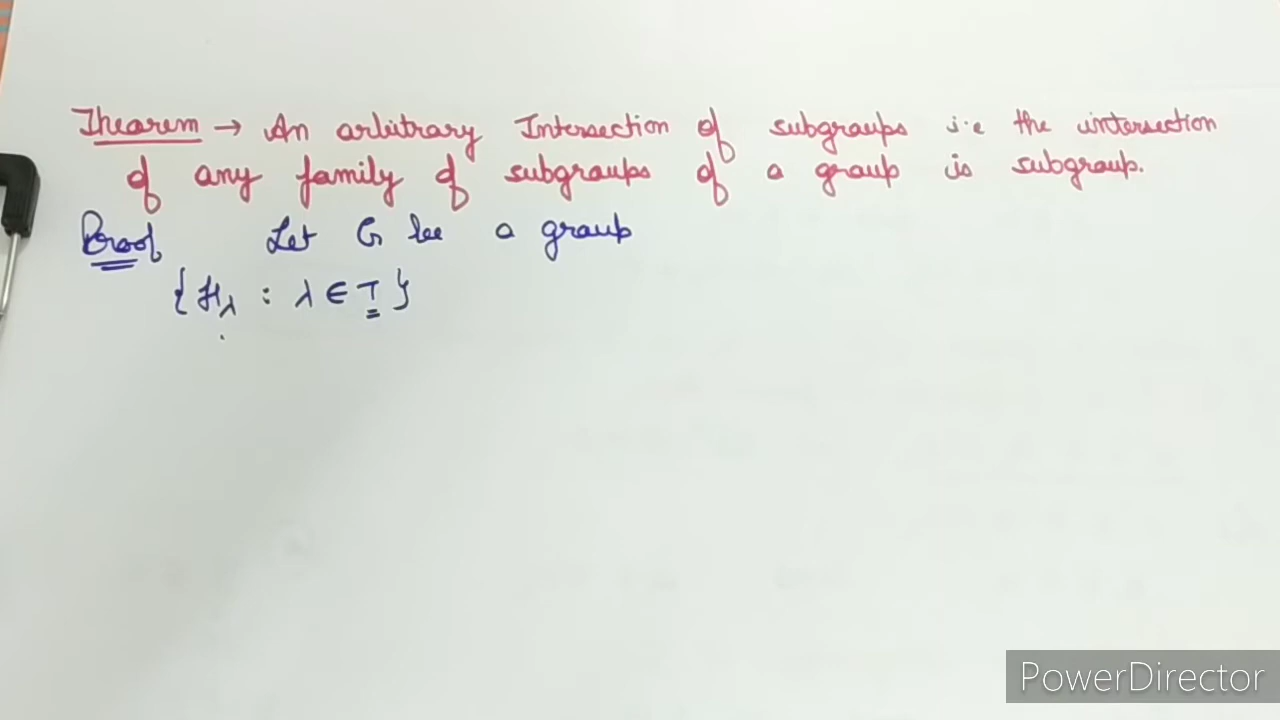 Theorem → An arbitrary Intersection of subgroups i.e the intersection
of any family of subgroups of a group is subgroup.
Proof Let G be a group
{H_λ : λ ∈ T}
PowerDirector